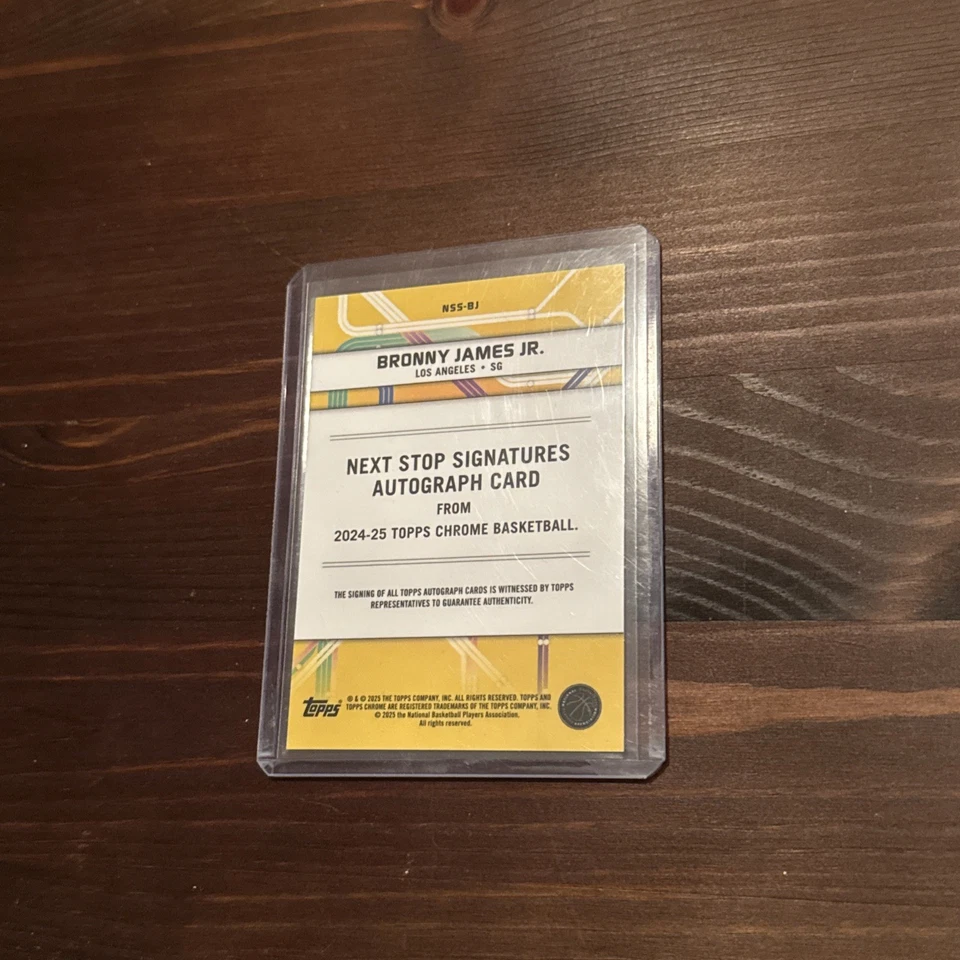 NSS-BJ
BRONNY JAMES JR.
LOS ANGELES • SG
NEXT STOP SIGNATURES
AUTOGRAPH CARD
FROM
2024-25 TOPPS CHROME BASKETBALL.
THE SIGNING OF ALL TOPPS AUTOGRAPH CARDS IS WITNESSED BY TOPPS
REPRESENTATIVES TO GUARANTEE AUTHENTICITY.
Topps
® & © 2025 THE TOPPS COMPANY, INC. ALL RIGHTS RESERVED. TOPPS AND
TOPPS CHROME ARE REGISTERED TRADEMARKS OF THE TOPPS COMPANY, INC.
© 2025 the National Basketball Players Association.
All rights reserved.